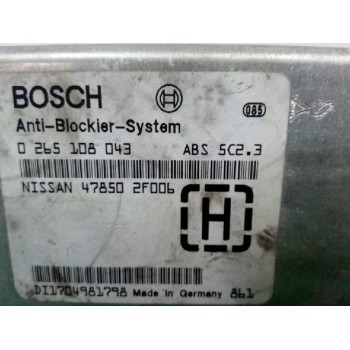 BOSCH 085
Anti-Blockier-System
0 265 108 043 ABS 5C2.3
NISSAN 47850 2F006
H
DI1704981798 Made in Germany 861